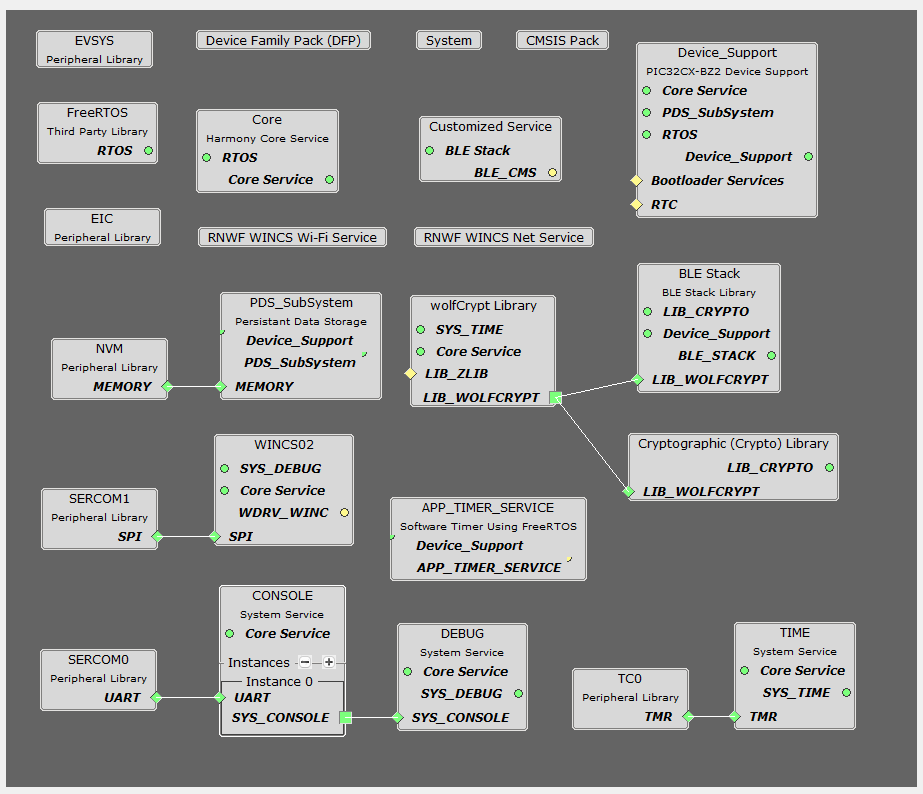 EVSYS
Peripheral Library
Device Family Pack (DFP)
System
CMSIS Pack
Device_Support
PIC32CX-BZ2 Device Support
Core Service
PDS_SubSystem
RTOS
Device_Support
Bootloader Services
RTC
FreeRTOS
Third Party Library
RTOS
Core
Harmony Core Service
RTOS
Core Service
Customized Service
BLE Stack
BLE_CMS
EIC
Peripheral Library
RNWF WINCS Wi-Fi Service
RNWF WINCS Net Service
NVM
Peripheral Library
MEMORY
PDS_SubSystem
Persistant Data Storage
Device_Support
PDS_SubSystem
MEMORY
wolfCrypt Library
SYS_TIME
Core Service
LIB_ZLIB
LIB_WOLFCRYPT
BLE Stack
BLE Stack Library
LIB_CRYPTO
Device_Support
BLE_STACK
LIB_WOLFCRYPT
Cryptographic (Crypto) Library
LIB_CRYPTO
LIB_WOLFCRYPT
SERCOM1
Peripheral Library
SPI
WINCS02
SYS_DEBUG
Core Service
WDRV_WINC
SPI
APP_TIMER_SERVICE
Software Timer Using FreeRTOS
Device_Support
APP_TIMER_SERVICE
SERCOM0
Peripheral Library
UART
CONSOLE
System Service
Core Service
Instances
Instance 0
UART
SYS_CONSOLE
DEBUG
System Service
Core Service
SYS_DEBUG
SYS_CONSOLE
TC0
Peripheral Library
TMR
TIME
System Service
Core Service
SYS_TIME
TMR